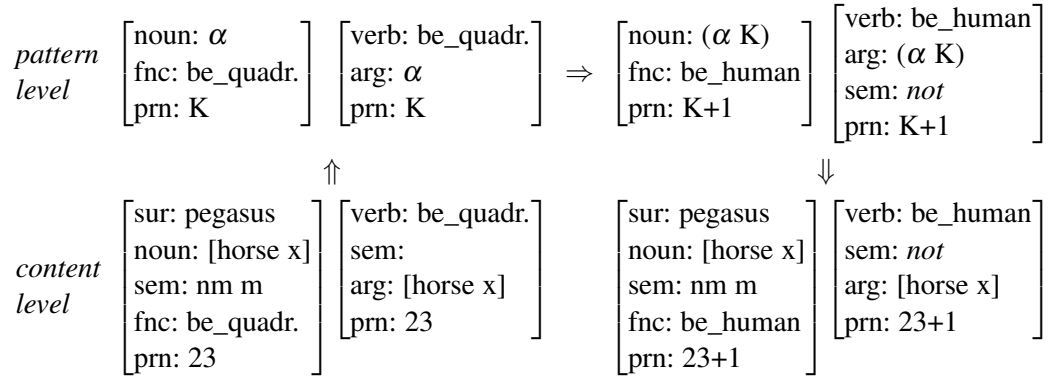 pattern level
noun: α
fnc: be_quadr.
prn: K
verb: be_quadr.
arg: α
prn: K
⇒
noun: (α K)
fnc: be_human
prn: K+1
verb: be_human
arg: (α K)
sem: not
prn: K+1
⇑
⇓
content level
sur: pegasus
noun: [horse x]
sem: nm m
fnc: be_quadr.
prn: 23
verb: be_quadr.
sem:
arg: [horse x]
prn: 23
sur: pegasus
noun: [horse x]
sem: nm m
fnc: be_human
prn: 23+1
verb: be_human
sem: not
arg: [horse x]
prn: 23+1